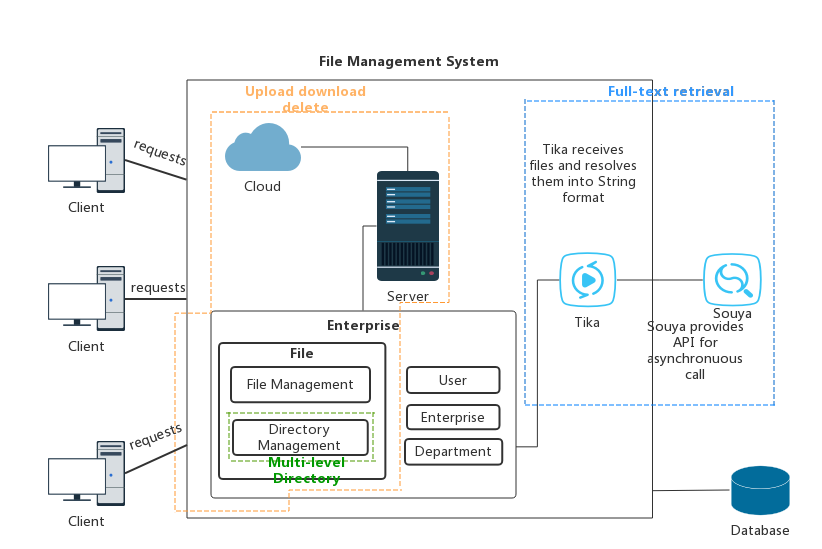 File Management System
Upload download
delete
Full-text retrieval
requests
Client
Cloud
Server
Tika receives
files and resolves
them into String
format
requests
Client
Tika
Souya
Souya provides
API for
asynchronuous
call
Enterprise
File
File Management
Directory
Management
Multi-level
Directory
User
Enterprise
Department
requests
Client
Database